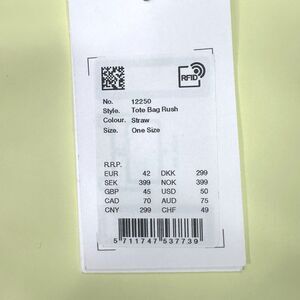 RFID
No. 12250
Style. Tote Bag Rush
Colour. Straw
Size. One Size
R.R.P.
EUR 42 DKK 299
SEK 399 NOK 399
GBP 45 USD 50
CAD 70 AUD 75
CNY 299 CHF 49
5 711747 537739